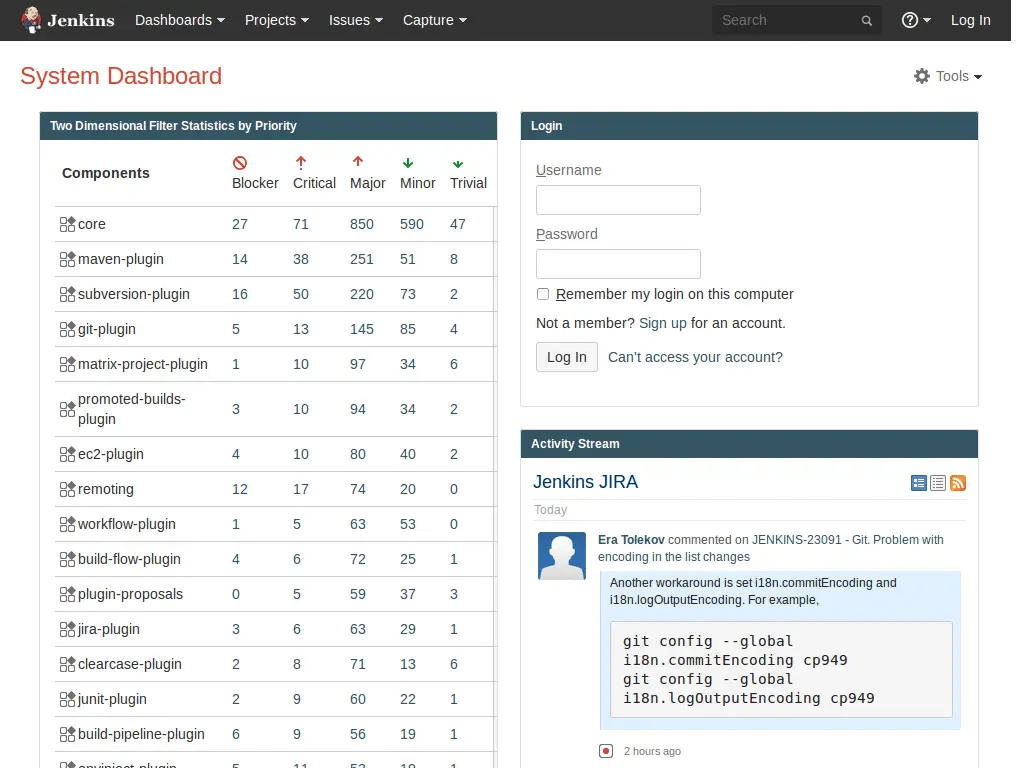 Jenkins Dashboards Projects Issues Capture Search Log In
System Dashboard
Tools
Two Dimensional Filter Statistics by Priority
Components Blocker Critical Major Minor Trivial
core 27 71 850 590 47
maven-plugin 14 38 251 51 8
subversion-plugin 16 50 220 73 2
git-plugin 5 13 145 85 4
matrix-project-plugin 1 10 97 34 6
promoted-builds-
plugin 3 10 94 34 2
ec2-plugin 4 10 80 40 2
remoting 12 17 74 20 0
workflow-plugin 1 5 63 53 0
build-flow-plugin 4 6 72 25 1
plugin-proposals 0 5 59 37 3
jira-plugin 3 6 63 29 1
clearcase-plugin 2 8 71 13 6
junit-plugin 2 9 60 22 1
build-pipeline-plugin 6 9 56 19 1
Login
Username
Password
Remember my login on this computer
Not a member? Sign up for an account.
Log In Can't access your account?
Activity Stream
Jenkins JIRA
Today
Era Tolekov commented on JENKINS-23091 - Git. Problem with
encoding in the list changes
Another workaround is set i18n.commitEncoding and
i18n.logOutputEncoding. For example,
git config --global
i18n.commitEncoding cp949
git config --global
i18n.logOutputEncoding cp949
2 hours ago